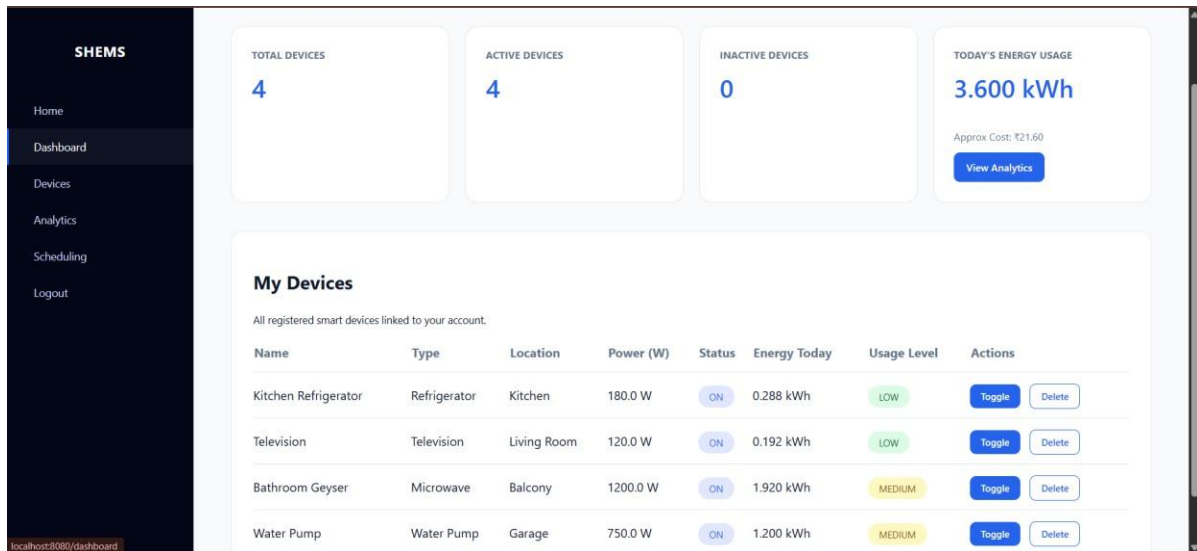 SHEMS
Home
Dashboard
Devices
Analytics
Scheduling
Logout
TOTAL DEVICES
4
ACTIVE DEVICES
4
INACTIVE DEVICES
0
TODAY'S ENERGY USAGE
3.600 kWh
Approx Cost: ₹21.60
View Analytics
My Devices
All registered smart devices linked to your account.
Name Type Location Power (W) Status Energy Today Usage Level Actions
Kitchen Refrigerator Refrigerator Kitchen 180.0 W ON 0.288 kWh LOW Toggle Delete
Television Television Living Room 120.0 W ON 0.192 kWh LOW Toggle Delete
Bathroom Geyser Microwave Balcony 1200.0 W ON 1.920 kWh MEDIUM Toggle Delete
Water Pump Water Pump Garage 750.0 W ON 1.200 kWh MEDIUM Toggle Delete
localhost:8080/dashboard